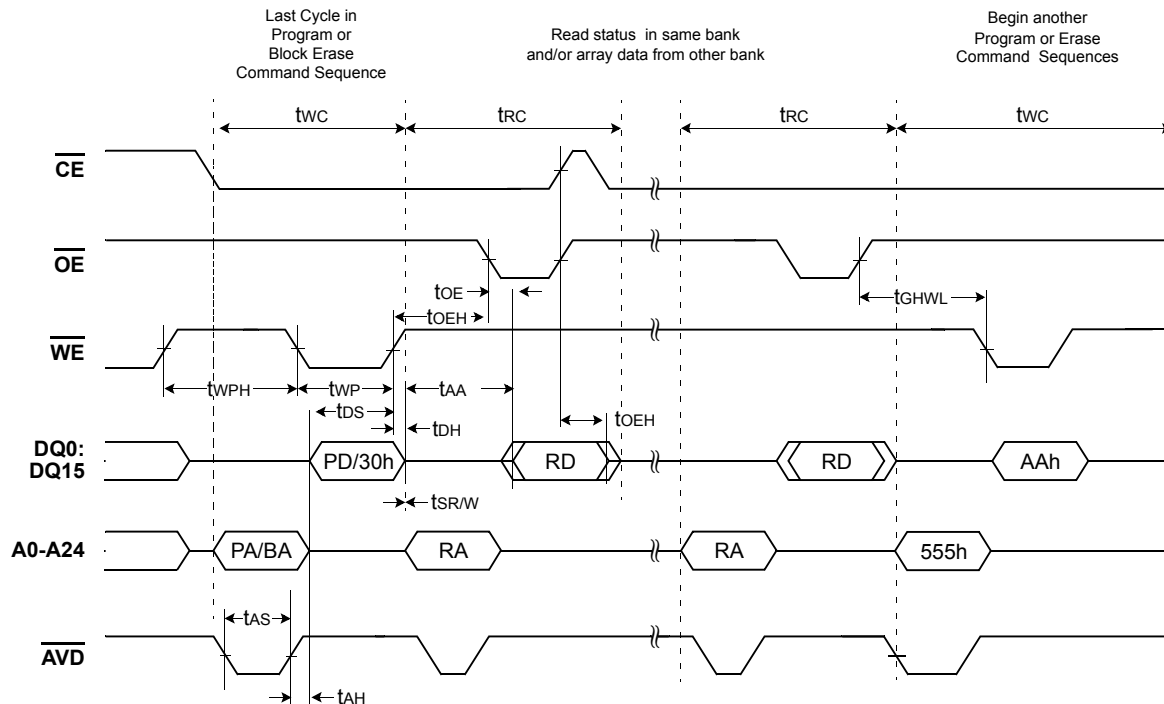 Last Cycle in
Program or
Block Erase
Command Sequence
Read status in same bank
and/or array data from other bank
Begin another
Program or Erase
Command Sequences
tWC
tRC
tRC
tWC
CE
OE
tOE
tOEH
tGHWL
WE
tWPH
tWP
tAA
tDS
tDH
tOEH
DQ0:
DQ15
PD/30h
RD
RD
AAh
tSR/W
A0-A24
PA/BA
RA
RA
555h
tAS
AVD
tAH